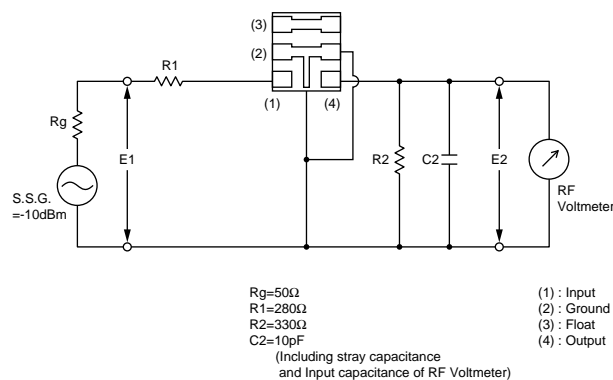 (3)
(2)
R1
(1)
(4)
Rg
E1
R2
C2
E2
S.S.G.
=-10dBm
RF
Voltmeter
Rg=50Ω
R1=280Ω
R2=330Ω
C2=10pF
(Including stray capacitance
and Input capacitance of RF Voltmeter)
(1) : Input
(2) : Ground
(3) : Float
(4) : Output